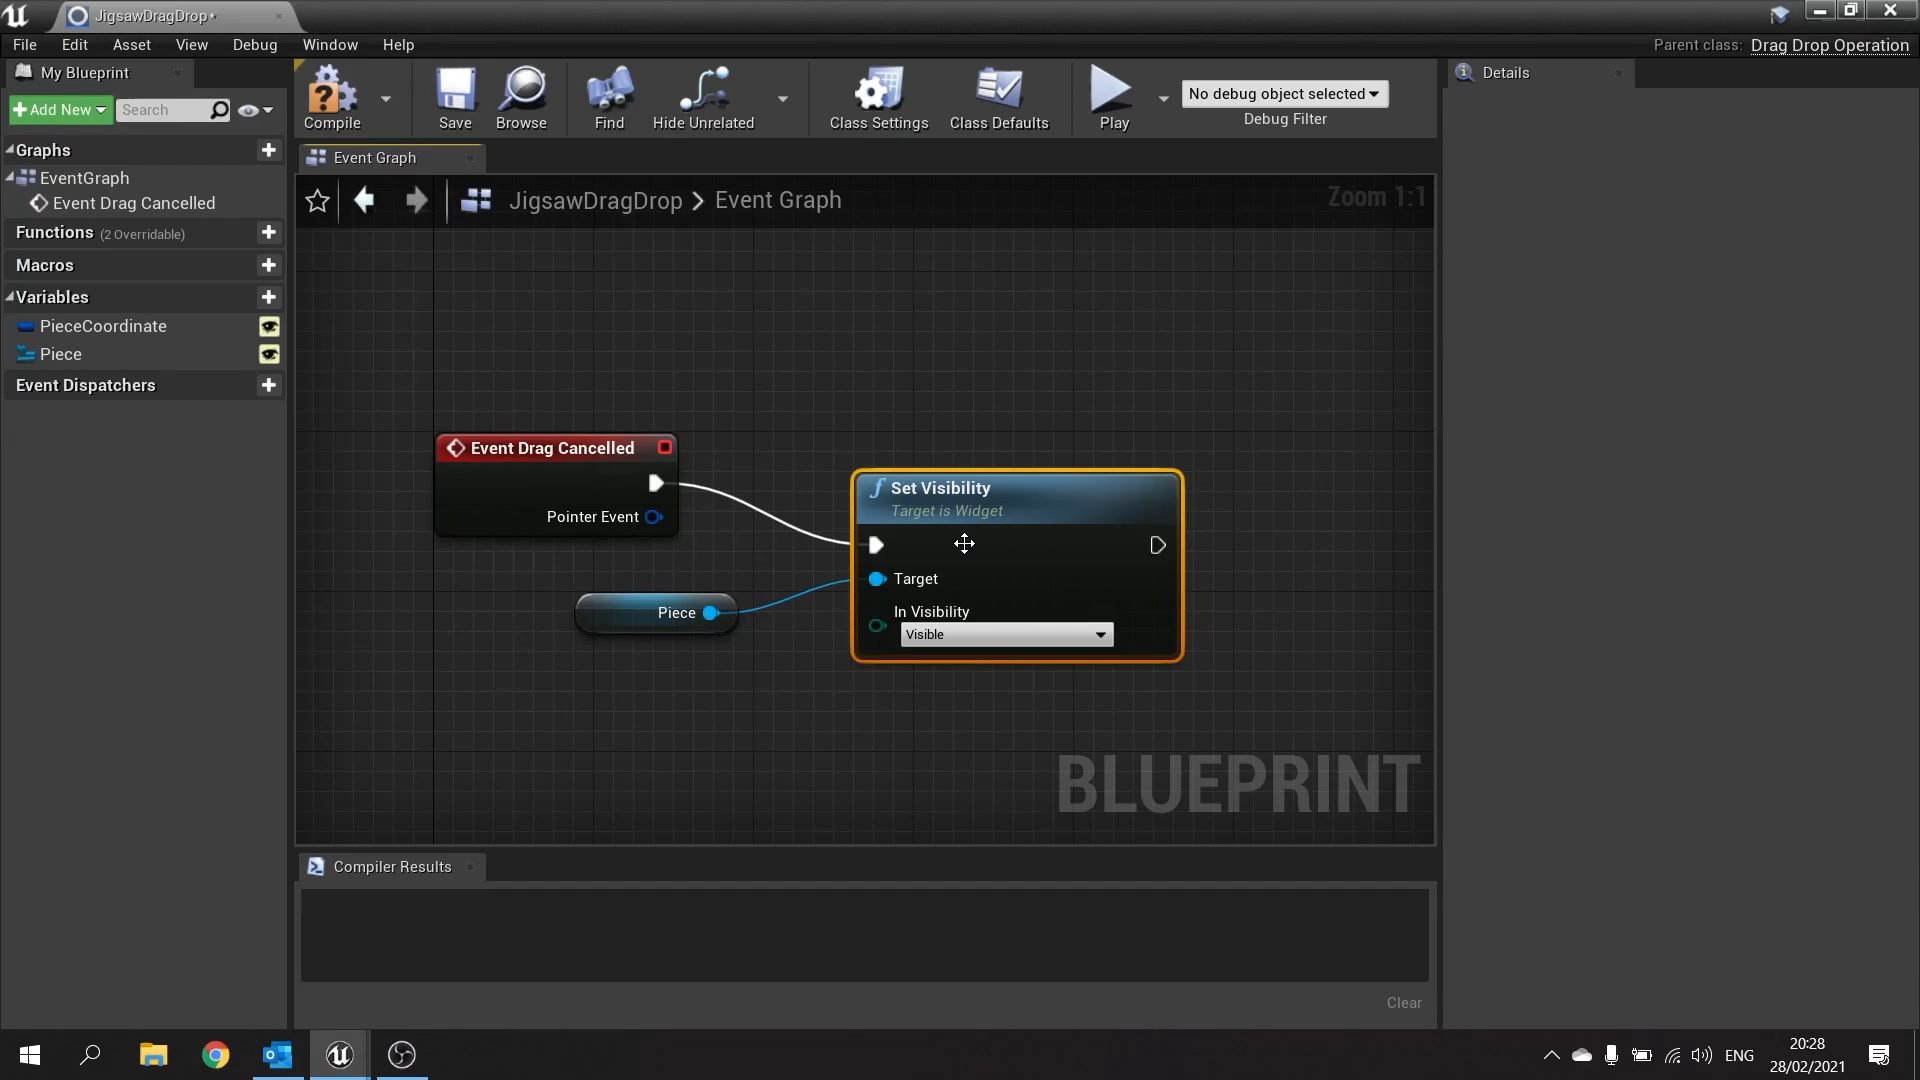 JigsawDragDrop*
File Edit Asset View Debug Window Help
Parent class: Drag Drop Operation
My Blueprint
Add New
Search
Graphs
EventGraph
Event Drag Cancelled
Functions (2 Overridable)
Macros
Variables
PieceCoordinate
Piece
Event Dispatchers
Compile
Save
Browse
Find
Hide Unrelated
Class Settings
Class Defaults
Play
No debug object selected
Debug Filter
Details
Event Graph
JigsawDragDrop > Event Graph
Zoom 1:1
Event Drag Cancelled
Pointer Event
Piece
f Set Visibility
Target is Widget
Target
In Visibility
Visible
BLUEPRINT
Compiler Results
Clear
ENG
20:28
28/02/2021